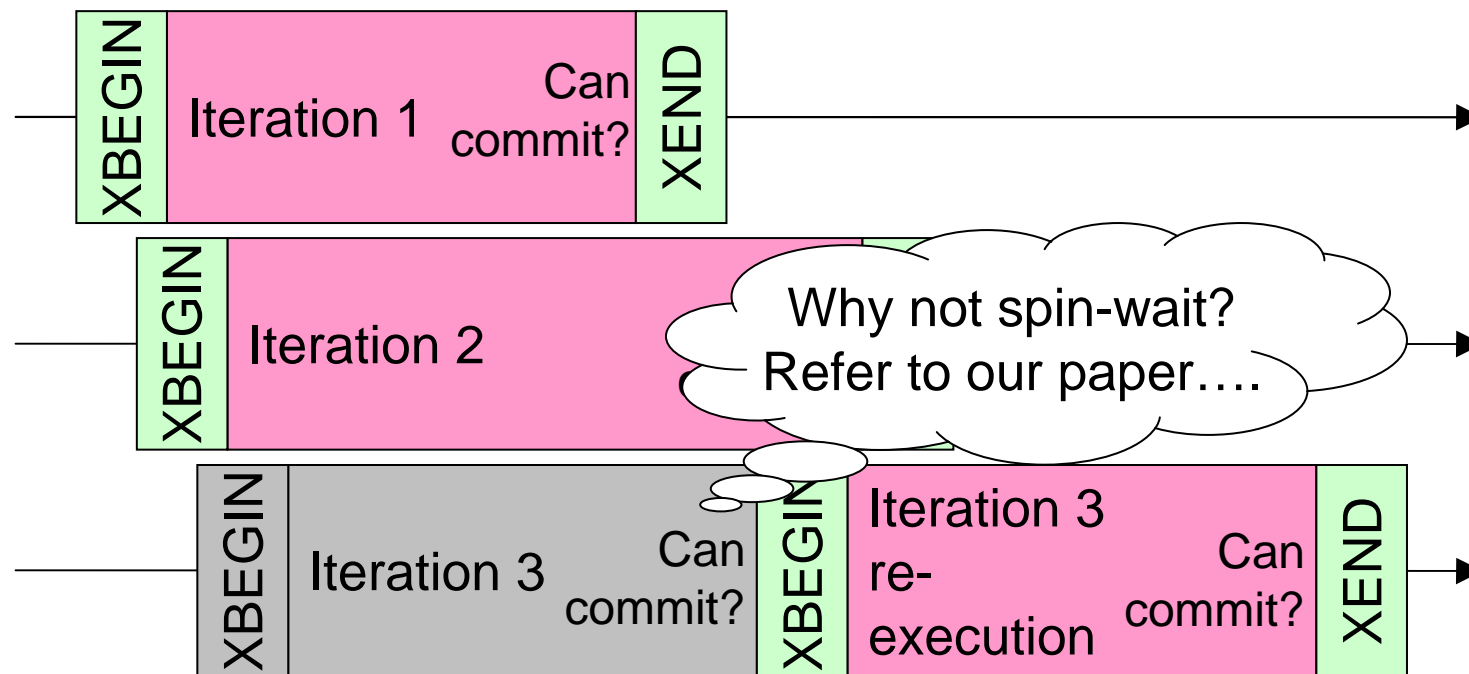 XBEGIN
Iteration 1
Can
commit?
XEND
XBEGIN
Iteration 2
Why not spin-wait?
Refer to our paper….
XBEGIN
Iteration 3
Can
commit?
XBEGIN
Iteration 3
re-
execution
Can
commit?
XEND